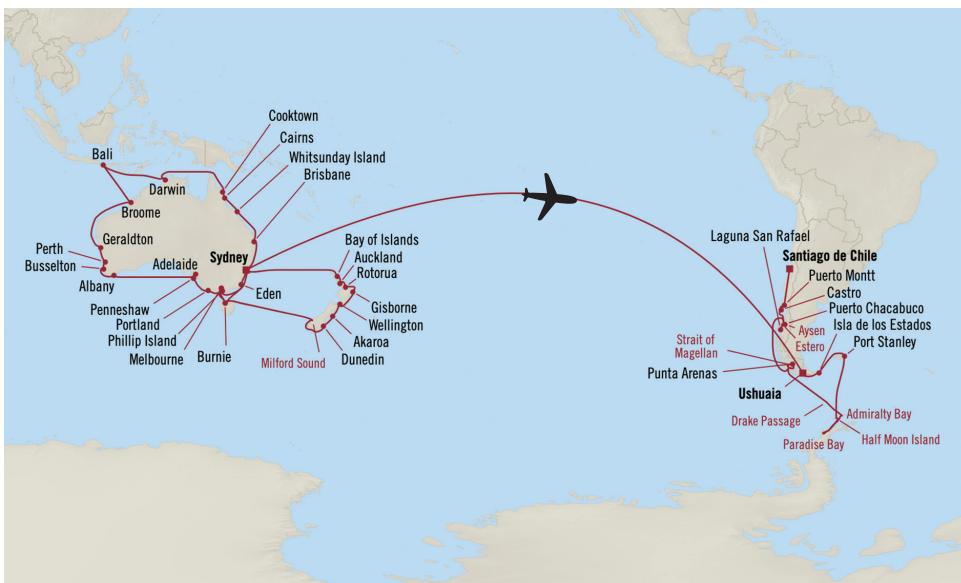 Cooktown
Cairns
Whitsunday Island
Brisbane
Bali
Darwin
Broome
Geraldton
Perth
Busselton
Albany
Adelaide
Sydney
Penneshaw
Portland
Phillip Island
Melbourne
Burnie
Eden
Bay of Islands
Auckland
Rotorua
Gisborne
Wellington
Akaroa
Dunedin
Milford Sound
Laguna San Rafael
Santiago de Chile
Puerto Montt
Castro
Puerto Chacabuco
Aysen
Estero
Isla de los Estados
Port Stanley
Strait of
Magellan
Punta Arenas
Ushuaia
Drake Passage
Admiralty Bay
Half Moon Island
Paradise Bay